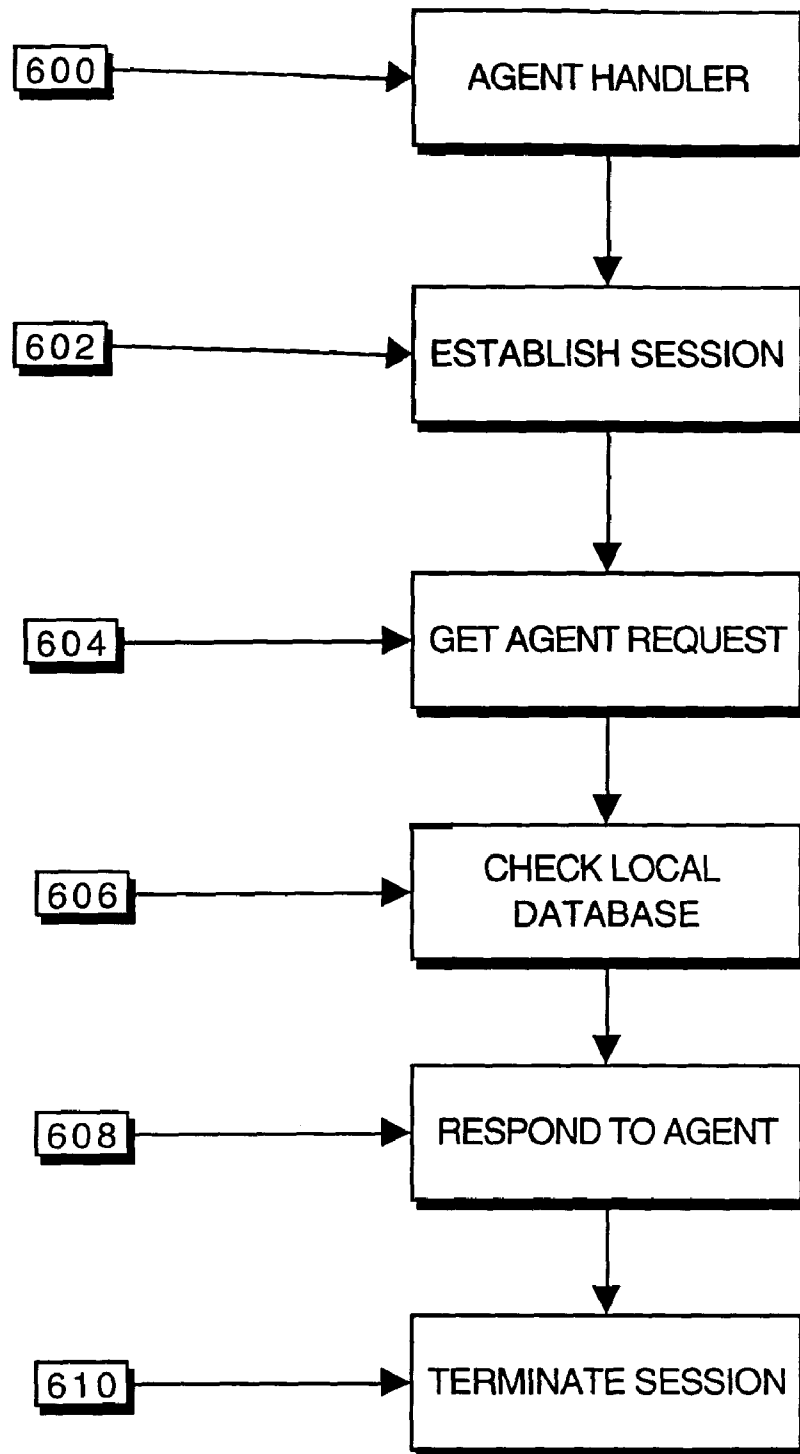 600
AGENT HANDLER
602
ESTABLISH SESSION
604
GET AGENT REQUEST
606
CHECK LOCAL
DATABASE
608
RESPOND TO AGENT
610
TERMINATE SESSION